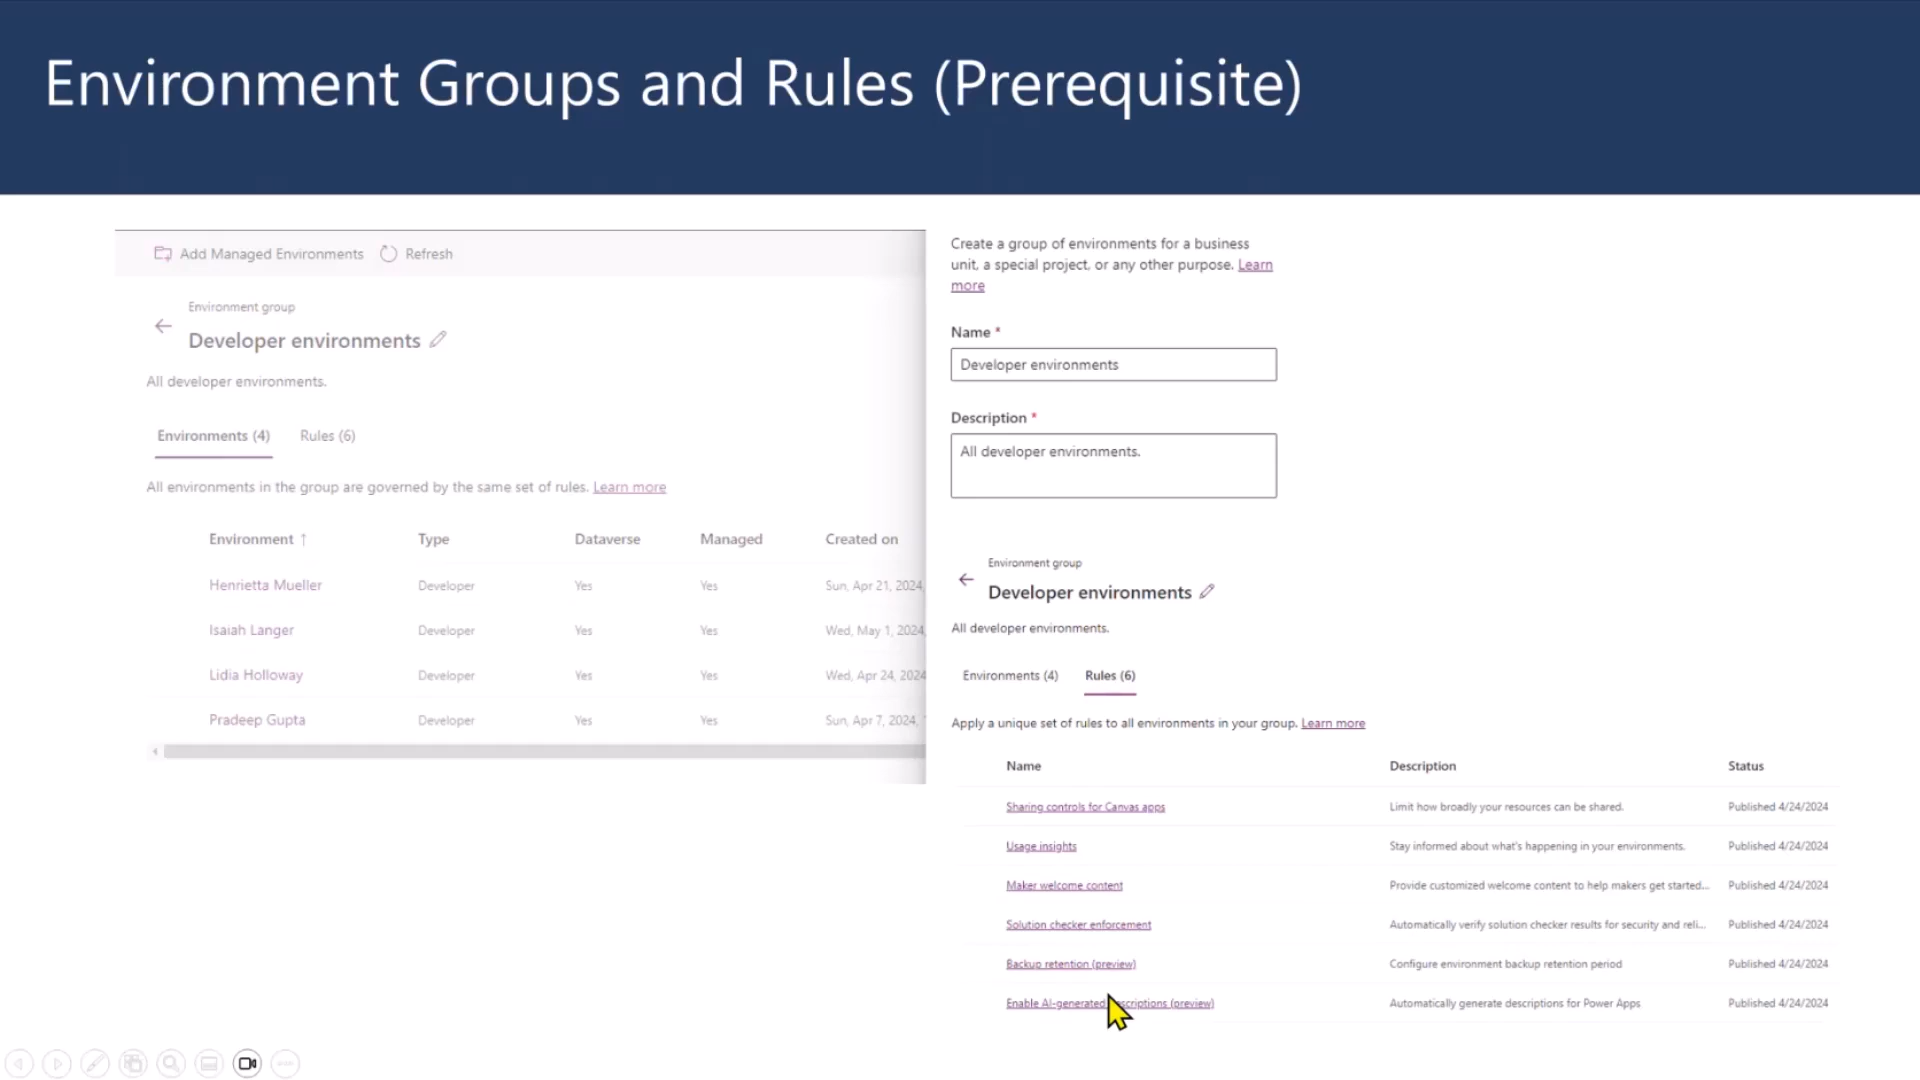 Environment Groups and Rules (Prerequisite)
Add Managed Environments Refresh
Environment group
Developer environments
All developer environments.
Environments (4) Rules (6)
All environments in the group are governed by the same set of rules. Learn more
Environment ↑ Type Dataverse Managed Created on
Henrietta Mueller Developer Yes Yes Sun, Apr 21, 2024,
Isaiah Langer Developer Yes Yes Wed, May 1, 2024,
Lidia Holloway Developer Yes Yes Wed, Apr 24, 2024
Pradeep Gupta Developer Yes Yes Sun, Apr 7, 2024,
Create a group of environments for a business
unit, a special project, or any other purpose. Learn
more
Name *
Developer environments
Description *
All developer environments.
Environment group
Developer environments
All developer environments.
Environments (4) Rules (6)
Apply a unique set of rules to all environments in your group. Learn more
Name Description Status
Sharing controls for Canvas apps Limit how broadly your resources can be shared. Published 4/24/2024
Usage insights Stay informed about what's happening in your environments. Published 4/24/2024
Maker welcome content Provide customized welcome content to help makers get started... Published 4/24/2024
Solution checker enforcement Automatically verify solution checker results for security and reli... Published 4/24/2024
Backup retention (preview) Configure environment backup retention period Published 4/24/2024
Enable AI-generated scriptions (preview) Automatically generate descriptions for Power Apps Published 4/24/2024